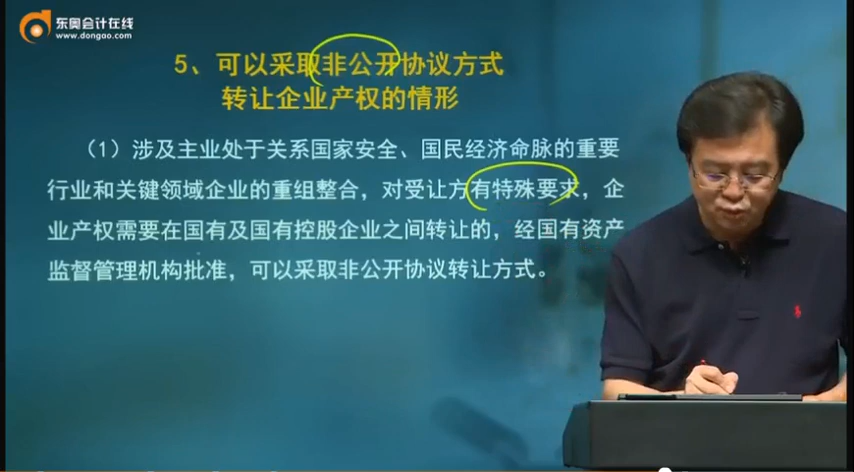 东奥会计在线
www.dongao.com
5、可以采取非公开协议方式
转让企业产权的情形
（1）涉及主业处于关系国家安全、国民经济命脉的重要
行业和关键领域企业的重组整合，对受让方有特殊要求，企
业产权需要在国有及国有控股企业之间转让的，经国有资产
监督管理机构批准，可以采取非公开协议转让方式。